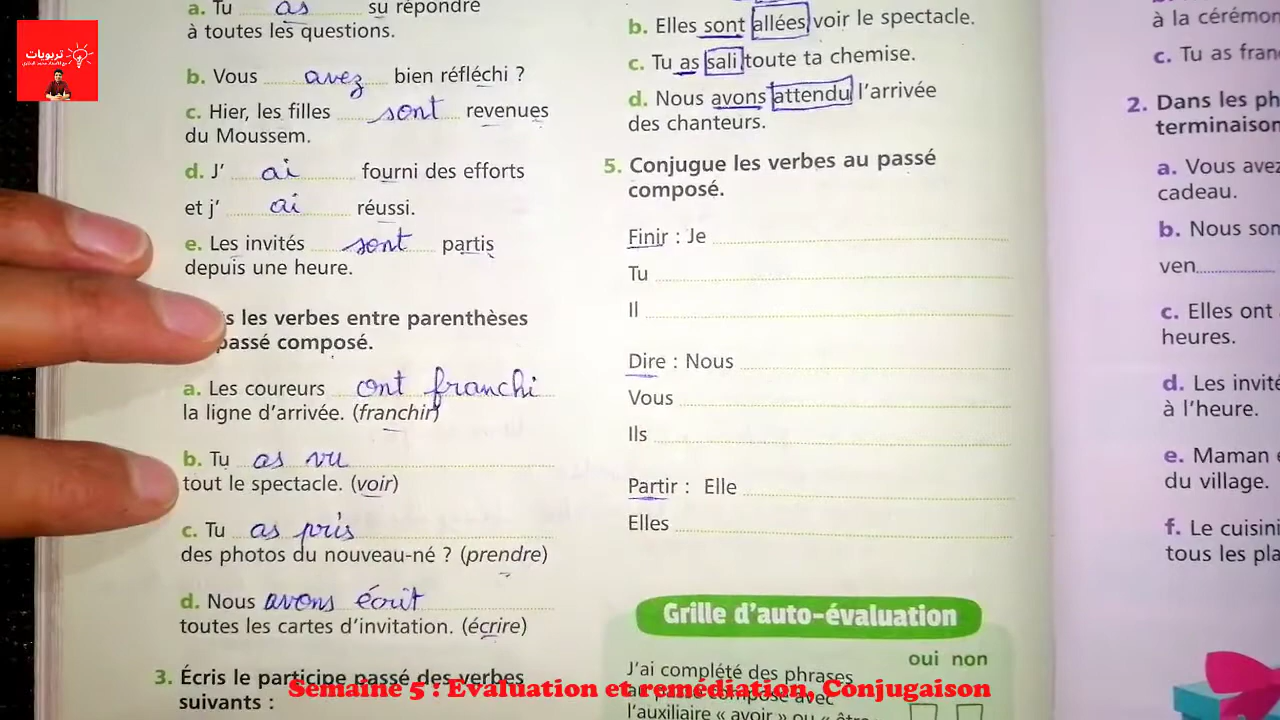 تربويات
a. Tu as su répondre
à toutes les questions.
b. Vous avez bien réfléchi ?
c. Hier, les filles sont revenues
du Moussem.
d. J' ai fourni des efforts
et j' ai réussi.
e. Les invités sont partis
depuis une heure.
s les verbes entre parenthèses
passé composé.
a. Les coureurs ont franchi
la ligne d'arrivée. (franchir)
b. Tu as vu
tout le spectacle. (voir)
c. Tu as pris
des photos du nouveau-né ? (prendre)
d. Nous avons écrit
toutes les cartes d'invitation. (écrire)
3. Écris le participe passé des verbes
suivants :
b. Elles sont allées voir le spectacle.
c. Tu as sali toute ta chemise.
d. Nous avons attendu l'arrivée
des chanteurs.
5. Conjugue les verbes au passé
composé.
Finir : Je
Tu
Il
Dire : Nous
Vous
Ils
Partir : Elle
Elles
Grille d'auto-évaluation
oui non
J'ai complété des phrases
au passé composé avec
l'auxiliaire « avoir » ou « être
à la cérémon
c. Tu as fran
2. Dans les ph
terminaison
a. Vous avez
cadeau.
b. Nous son
ven
c. Elles ont
heures.
d. Les invité
à l'heure.
e. Maman e
du village.
f. Le cuisini
tous les pla
Semaine 5 : Evaluation et remédiation, Conjugaison